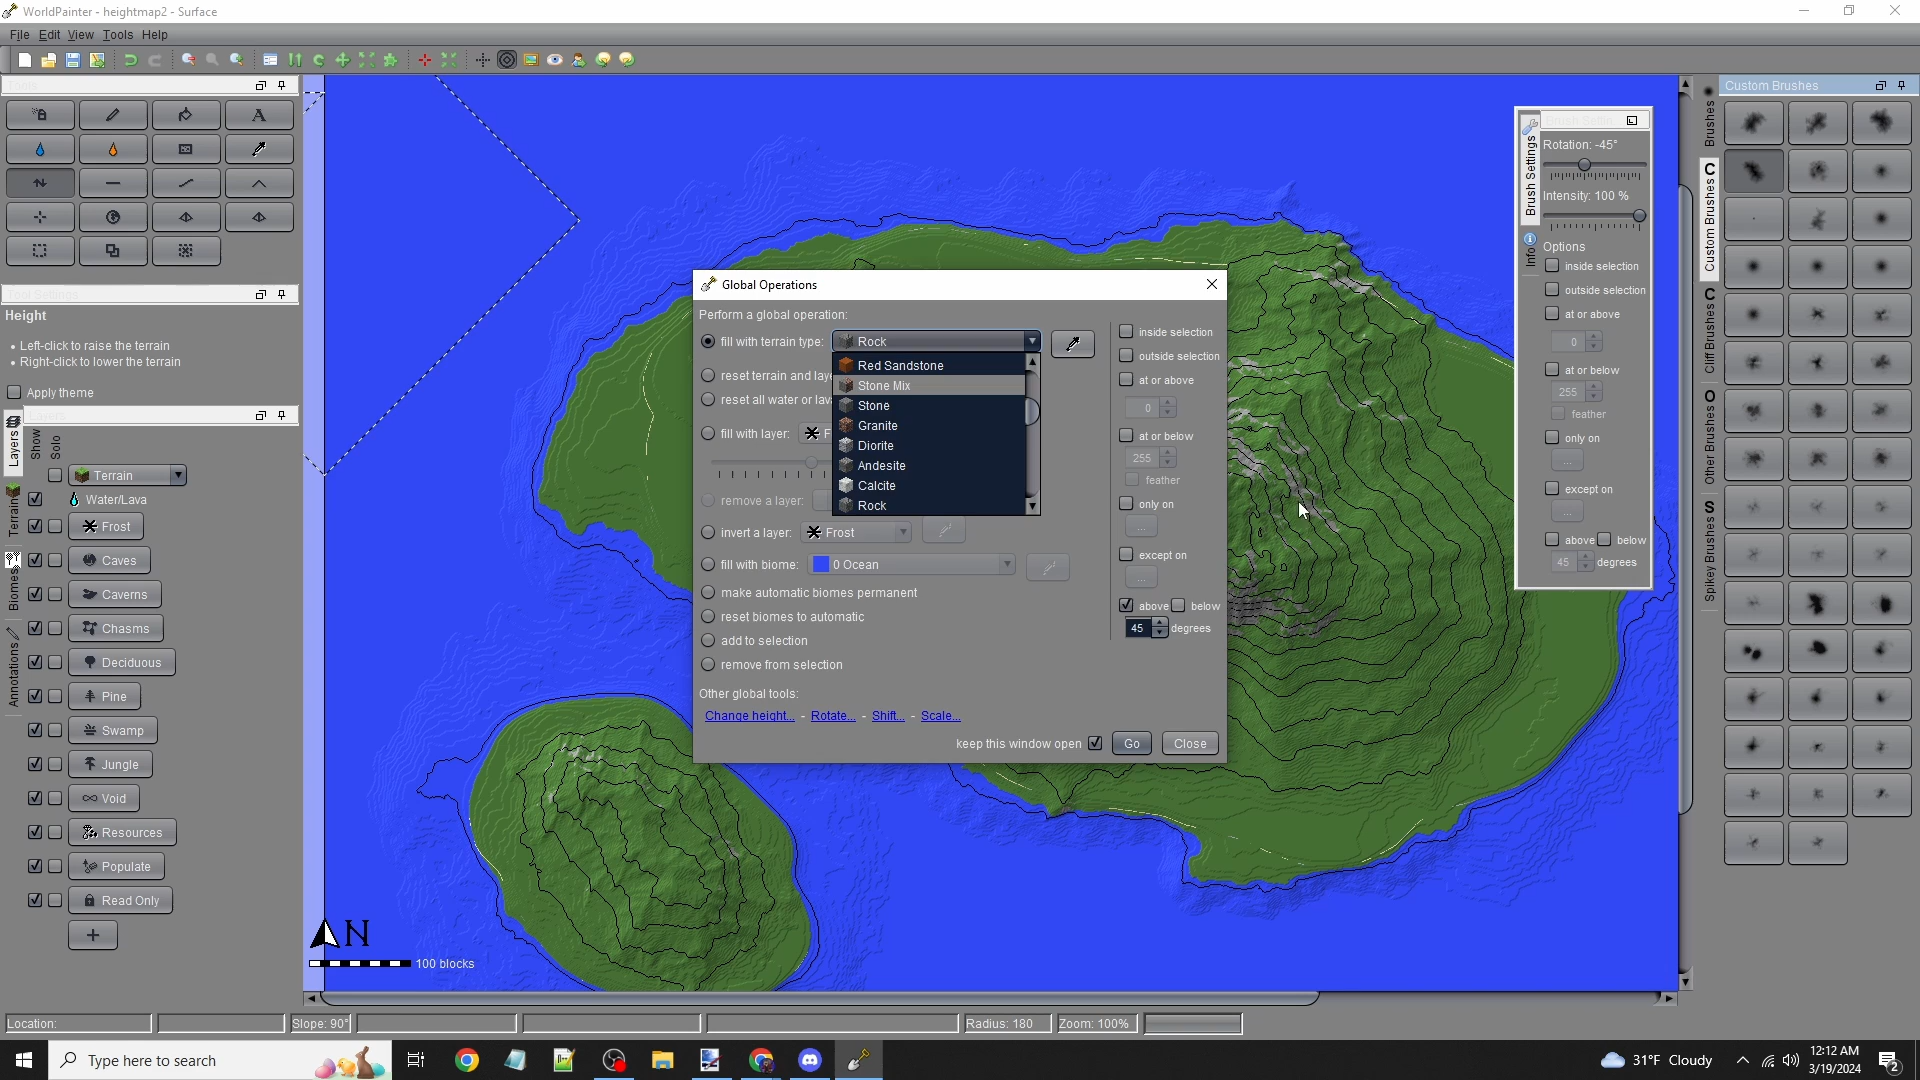 WorldPainter - heightmap2 - Surface
File Edit View Tools Help
Height
• Left-click to raise the terrain
• Right-click to lower the terrain
Apply theme
Layers
Terrain
Biomes
Annotations
Show
Solo
Terrain
Water/Lava
Frost
Caves
Caverns
Chasms
Deciduous
Pine
Swamp
Jungle
Void
Resources
Populate
Read Only
+
N
100 blocks
Global Operations
Perform a global operation:
fill with terrain type: Rock
Red Sandstone
Stone Mix
Stone
Granite
Diorite
Andesite
Calcite
Rock
reset terrain and lay
reset all water or lav
fill with layer: F
remove a layer:
invert a layer: Frost
fill with biome: 0 Ocean
make automatic biomes permanent
reset biomes to automatic
add to selection
remove from selection
Other global tools:
Change height... - Rotate... - Shift... - Scale...
inside selection
outside selection
at or above
0
at or below
255
feather
only on
...
except on
...
above below
45 degrees
keep this window open Go Close
Brush Settings
Info
Rotation: -45°
Intensity: 100 %
Options
inside selection
outside selection
at or above
0
at or below
255
feather
only on
...
except on
...
above below
45 degrees
Custom Brushes
Brushes
Custom Brushes C
Cliff Brushes C
Other Brushes O
Spikey Brushes S
Location:
Slope: 90°
Radius: 180
Zoom: 100%
Type here to search
31°F Cloudy
12:12 AM
3/19/2024
2